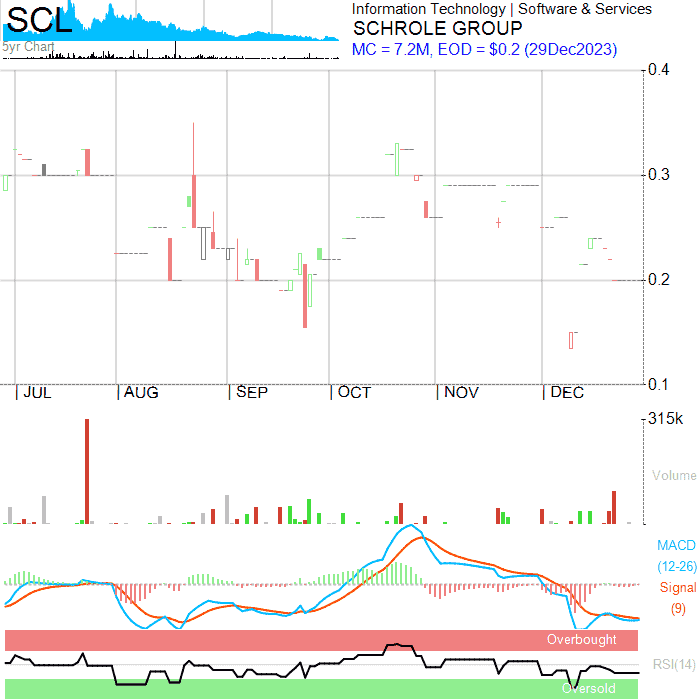 SCL
5yr Chart
Information Technology | Software & Services
SCHROLE GROUP
MC = 7.2M, EOD = $0.2 (29Dec2023)
0.4
0.3
0.2
0.1
JUL AUG SEP OCT NOV DEC
315k
Volume
MACD
(12-26)
Signal
(9)
Overbought
RSI(14)
Oversold